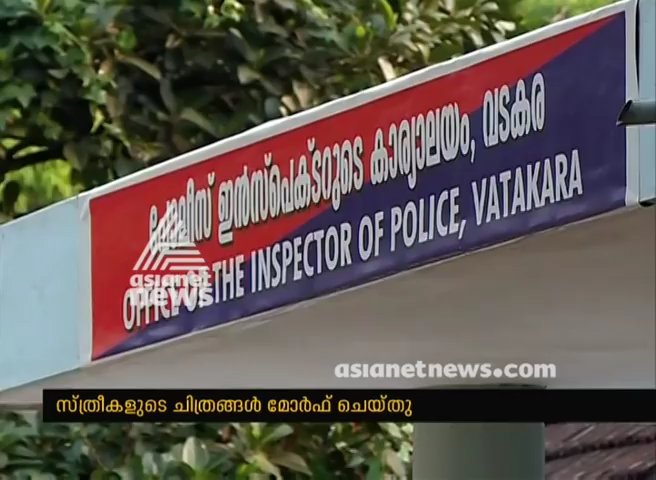 പോലീസ് ഇൻസ്പെക്ടറുടെ കാര്യാലയം, വടകര
OFFICE OF THE INSPECTOR OF POLICE, VATAKARA
asianet
news
asianetnews.com
സ്ത്രീകളുടെ ചിത്രങ്ങൾ മോർഫ് ചെയ്തു